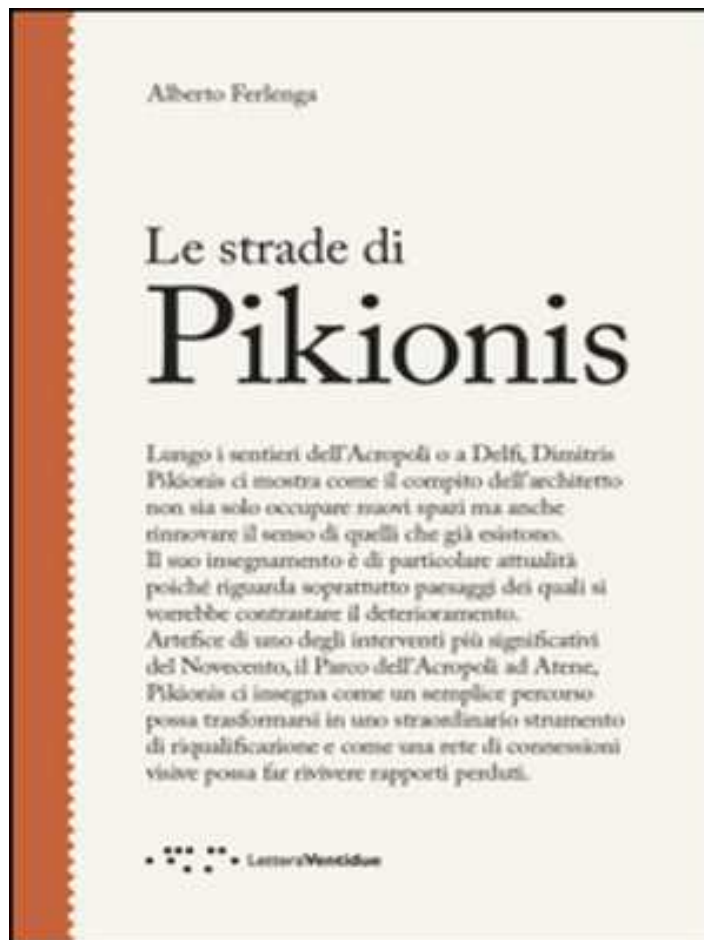 Alberto Ferlenga
Le strade di
Pikionis
Lungo i sentieri dell'Acropoli o a Delfi, Dimitris
Pikionis ci mostra come il compito dell'architetto
non sia solo occupare nuovi spazi ma anche
rinnovare il senso di quelli che già esistono.
Il suo insegnamento è di particolare attualità
poiché riguarda soprattutto paesaggi dei quali si
vorrebbe contrastare il deterioramento.
Artefice di uno degli interventi più significativi
del Novecento, il Parco dell'Acropoli ad Atene,
Pikionis ci insegna come un semplice percorso
possa trasformarsi in uno straordinario strumento
di riqualificazione e come una rete di connessioni
visive possa far rivivere rapporti perduti.
LetteraVentidue